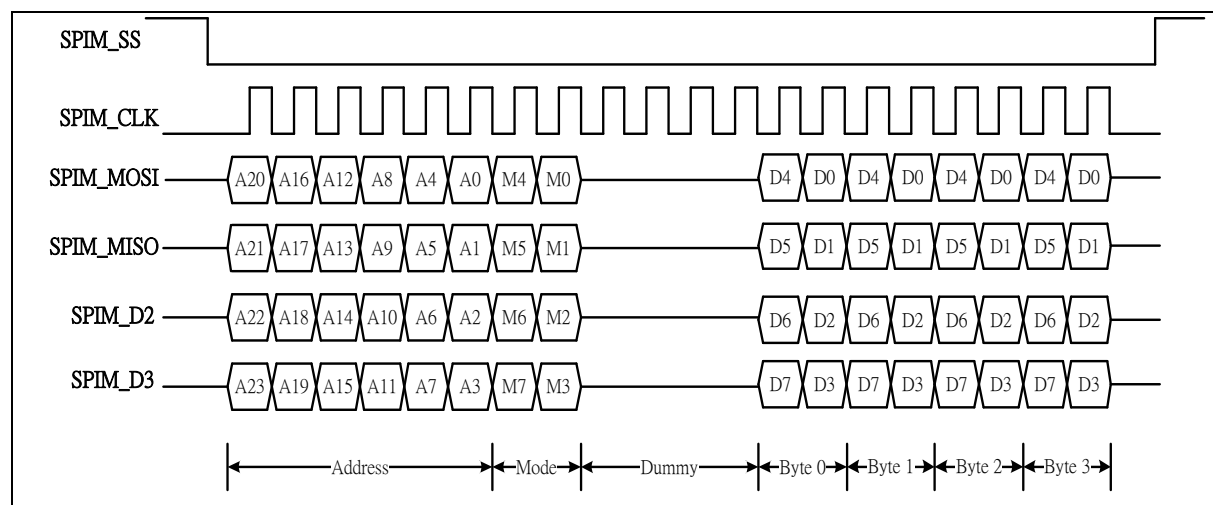 SPIM_SS
SPIM_CLK
SPIM_MOSI A20 A16 A12 A8 A4 A0 M4 M0 D4 D0 D4 D0 D4 D0 D4 D0
SPIM_MISO A21 A17 A13 A9 A5 A1 M5 M1 D5 D1 D5 D1 D5 D1 D5 D1
SPIM_D2 A22 A18 A14 A10 A6 A2 M6 M2 D6 D2 D6 D2 D6 D2 D6 D2
SPIM_D3 A23 A19 A15 A11 A7 A3 M7 M3 D7 D3 D7 D3 D7 D3 D7 D3
Address Mode Dummy Byte 0 Byte 1 Byte 2 Byte 3